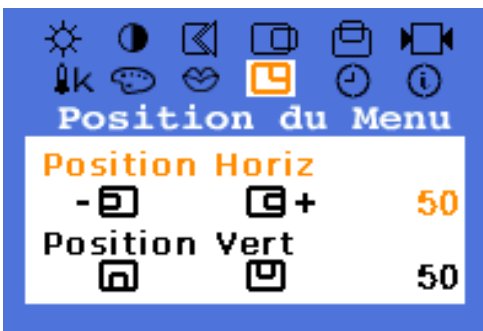 k
Position du Menu
Position Horiz
- + 50
Position Vert
50